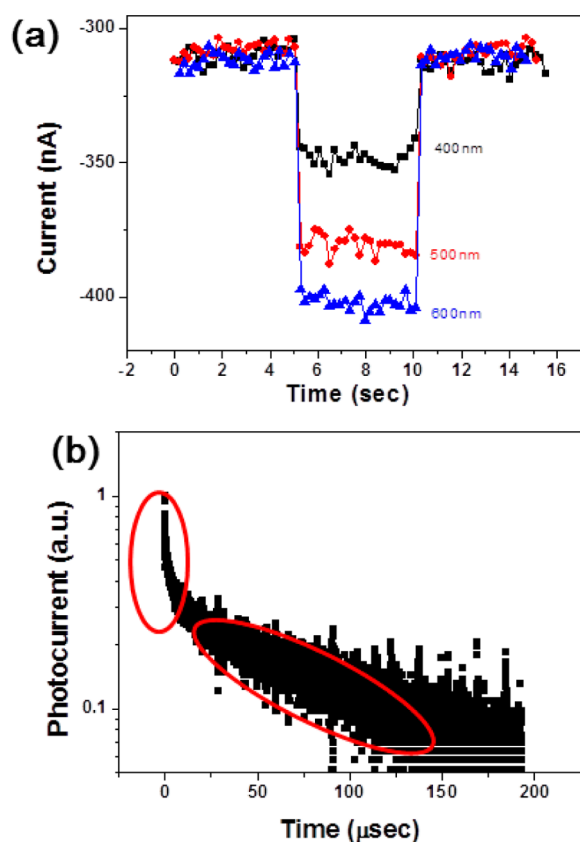 (a)
-300
-350
-400
Current (nA)
400nm
500nm
600nm
-2 0 2 4 6 8 10 12 14 16
Time (sec)
(b)
1
0.1
Photocurrent (a.u.)
0 50 100 150 200
Time (μsec)